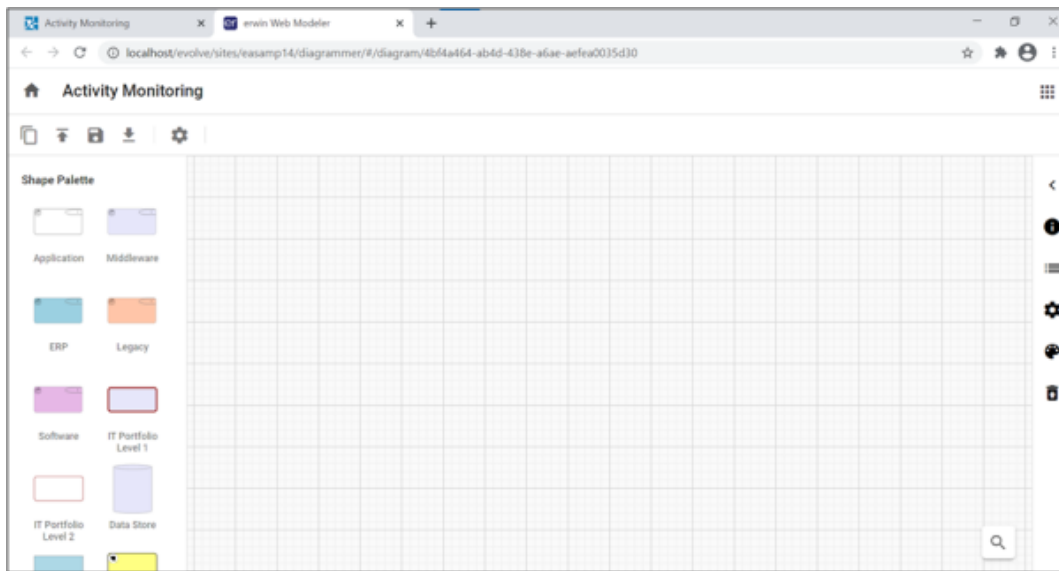 Activity Monitoring
erwin Web Modeler
localhost/evolve/sites/easamp14/diagrammer/#/diagram/4bf4a464-ab4d-438e-a6ae-aefea0035d30
Activity Monitoring
Shape Palette
Application
Middleware
ERP
Legacy
Software
IT Portfolio
Level 1
IT Portfolio
Level 2
Data Store